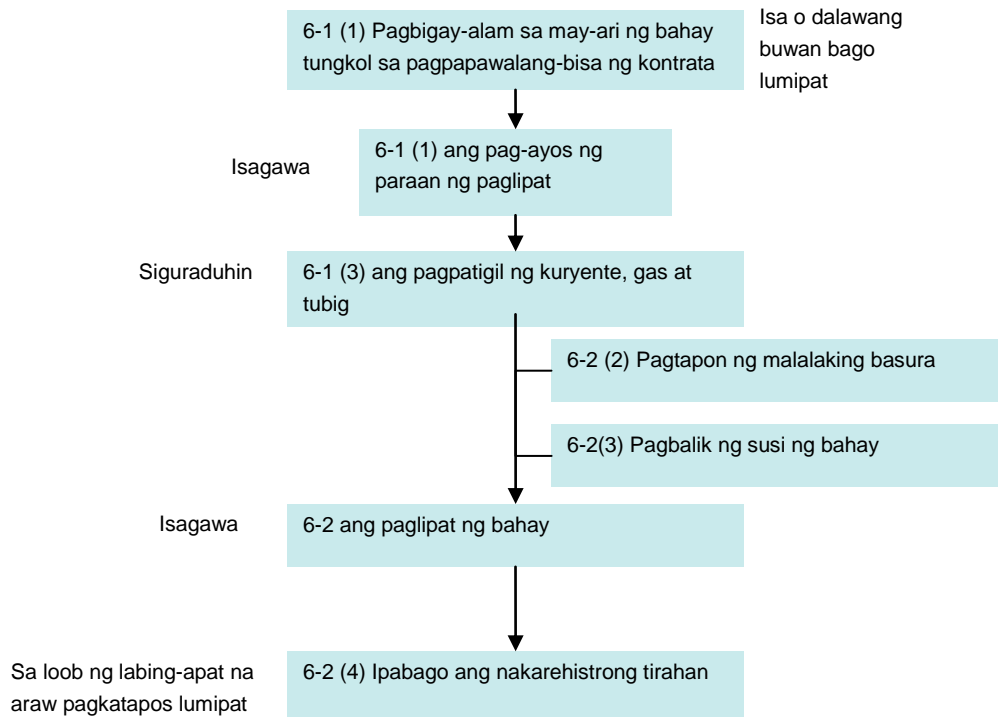 6-1 (1) Pagbigay-alam sa may-ari ng bahay
tungkol sa pagpapawalang-bisa ng kontrata
Isa o dalawang
buwan bago
lumipat
Isagawa
6-1 (1) ang pag-ayos ng
paraan ng paglipat
Siguraduhin
6-1 (3) ang pagpatigil ng kuryente, gas at
tubig
6-2 (2) Pagtapon ng malalaking basura
6-2(3) Pagbalik ng susi ng bahay
Isagawa
6-2 ang paglipat ng bahay
Sa loob ng labing-apat na
araw pagkatapos lumipat
6-2 (4) Ipabago ang nakarehistrong tirahan